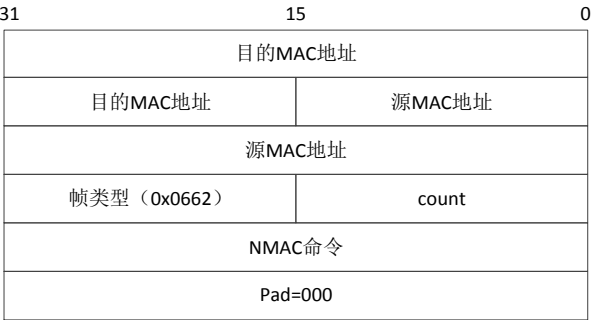 31 15 0
目的MAC地址
目的MAC地址 源MAC地址
源MAC地址
帧类型（0x0662） count
NMAC命令
Pad=000